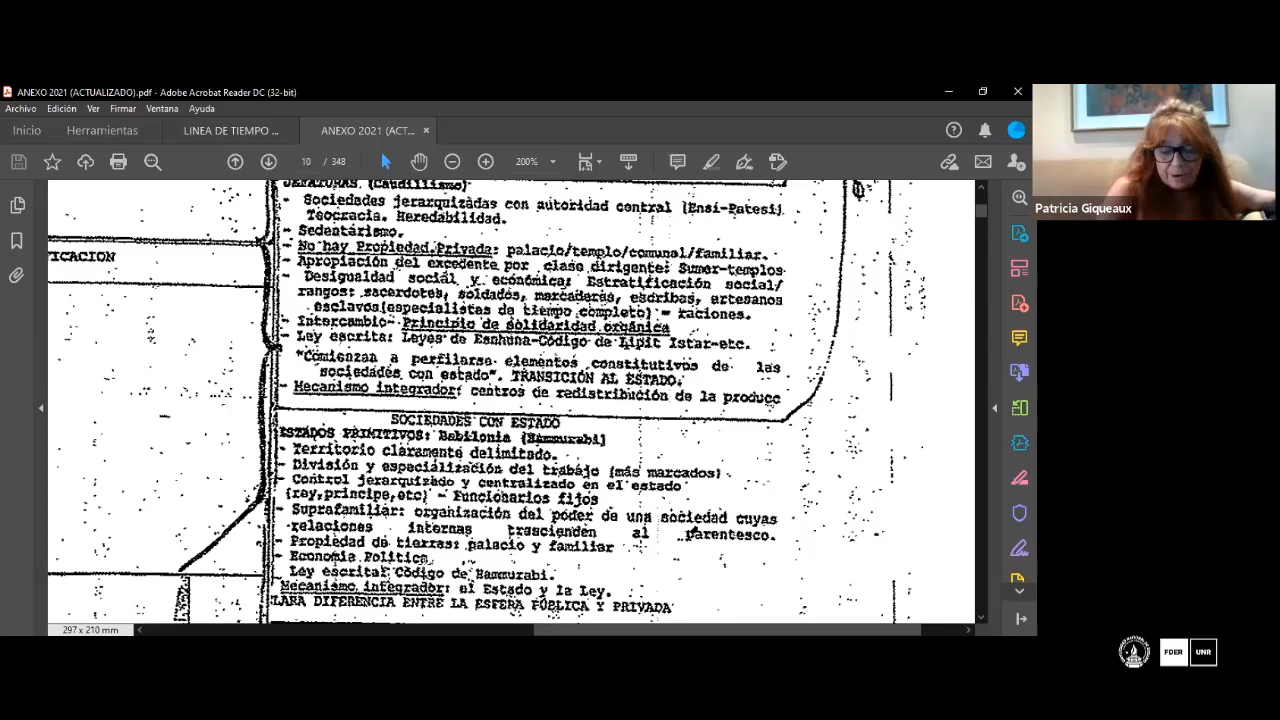 ANEXO 2021 (ACTUALIZADO).pdf - Adobe Acrobat Reader DC (32-bit)
Archivo Edición Ver Firmar Ventana Ayuda
Inicio Herramientas LINEA DE TIEMPO ... ANEXO 2021 (ACT... ×
10 / 348 200%
Patricia Giqueaux
JEFATURAS (Caudillismo)
- Sociedades jerarquizadas con autoridad central (Ensi-Patesi)
Teocracia. Heredabilidad.
- Sedentarismo.
- No hay Propiedad Privada: palacio/templo/comunal/familiar.
- Apropiación del excedente por clase dirigente: Sumer-templos
- Desigualdad social y económica: Estratificación social/
rangos: sacerdotes, soldados, marcaderas, escribas, artesanos
esclavos(especialistas de tiempo completo) - raciones.
- Intercambio- Principio de solidaridad orgánica
- Ley escrita: Leyes de Esnhuna-Código de Lipit Istar-etc.
"Comienzan a perfilarse elementos constitutivos de las
sociedades con estado". TRANSICIÓN AL ESTADO.
- Mecanismo integrador: centros de redistribución de la producc
FICACION
SOCIEDADES CON ESTADO
ESTADOS PRIMITIVOS: Babilonia (Hammurabi)
- Territorio claramente delimitado.
- División y especialización del trabajo (más marcados)
- Control jerarquizado y centralizado en el estado
(rey,príncipe,etc) - Funcionarios fijos
- Suprafamiliar: organización del poder de una sociedad cuyas
relaciones internas trascienden al parentesco.
- Propiedad de tierras: palacio y familiar
- Economía Política
Ley escrita: Código de Hammurabi.
Mecanismo integrador: el Estado y la Ley.
LARA DIFERENCIA ENTRE LA ESFERA PÚBLICA Y PRIVADA
297 x 210 mm
FDER UNR